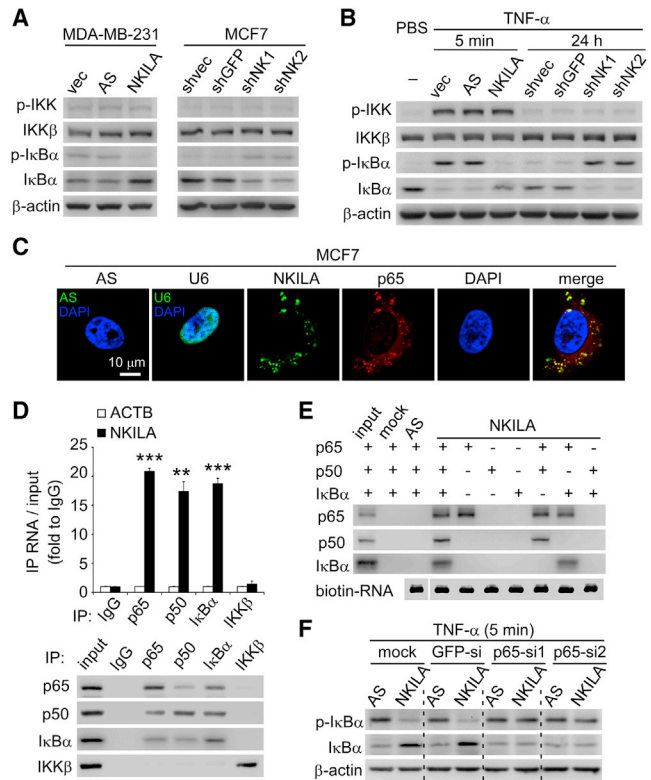 A
MDA-MB-231 MCF7
vec AS NKILA shvec shGFP shNK1 shNK2
p-IKK
IKKβ
p-IκBα
IκBα
β-actin
B
PBS TNF-α
5 min 24 h
– vec AS NKILA shvec shGFP shNK1 shNK2
p-IKK
IKKβ
p-IκBα
IκBα
β-actin
C
MCF7
AS U6 NKILA p65 DAPI merge
AS U6
DAPI DAPI
10 μm
D
ACTB
NKILA
IP RNA / input
(fold to IgG)
25
20
15
10
5
0
*** ** ***
IP: IgG p65 p50 IκBα IKKβ
IP: input IgG p65 p50 IκBα IKKβ
p65
p50
IκBα
IKKβ
E
input mock AS NKILA
p65 + + + + + - - + + -
p50 + + + + - + - + - +
IκBα + + + + - - + - + +
p65
p50
IκBα
biotin-RNA
F
TNF-α (5 min)
mock GFP-si p65-si1 p65-si2
AS NKILA AS NKILA AS NKILA AS NKILA
p-IκBα
IκBα
β-actin